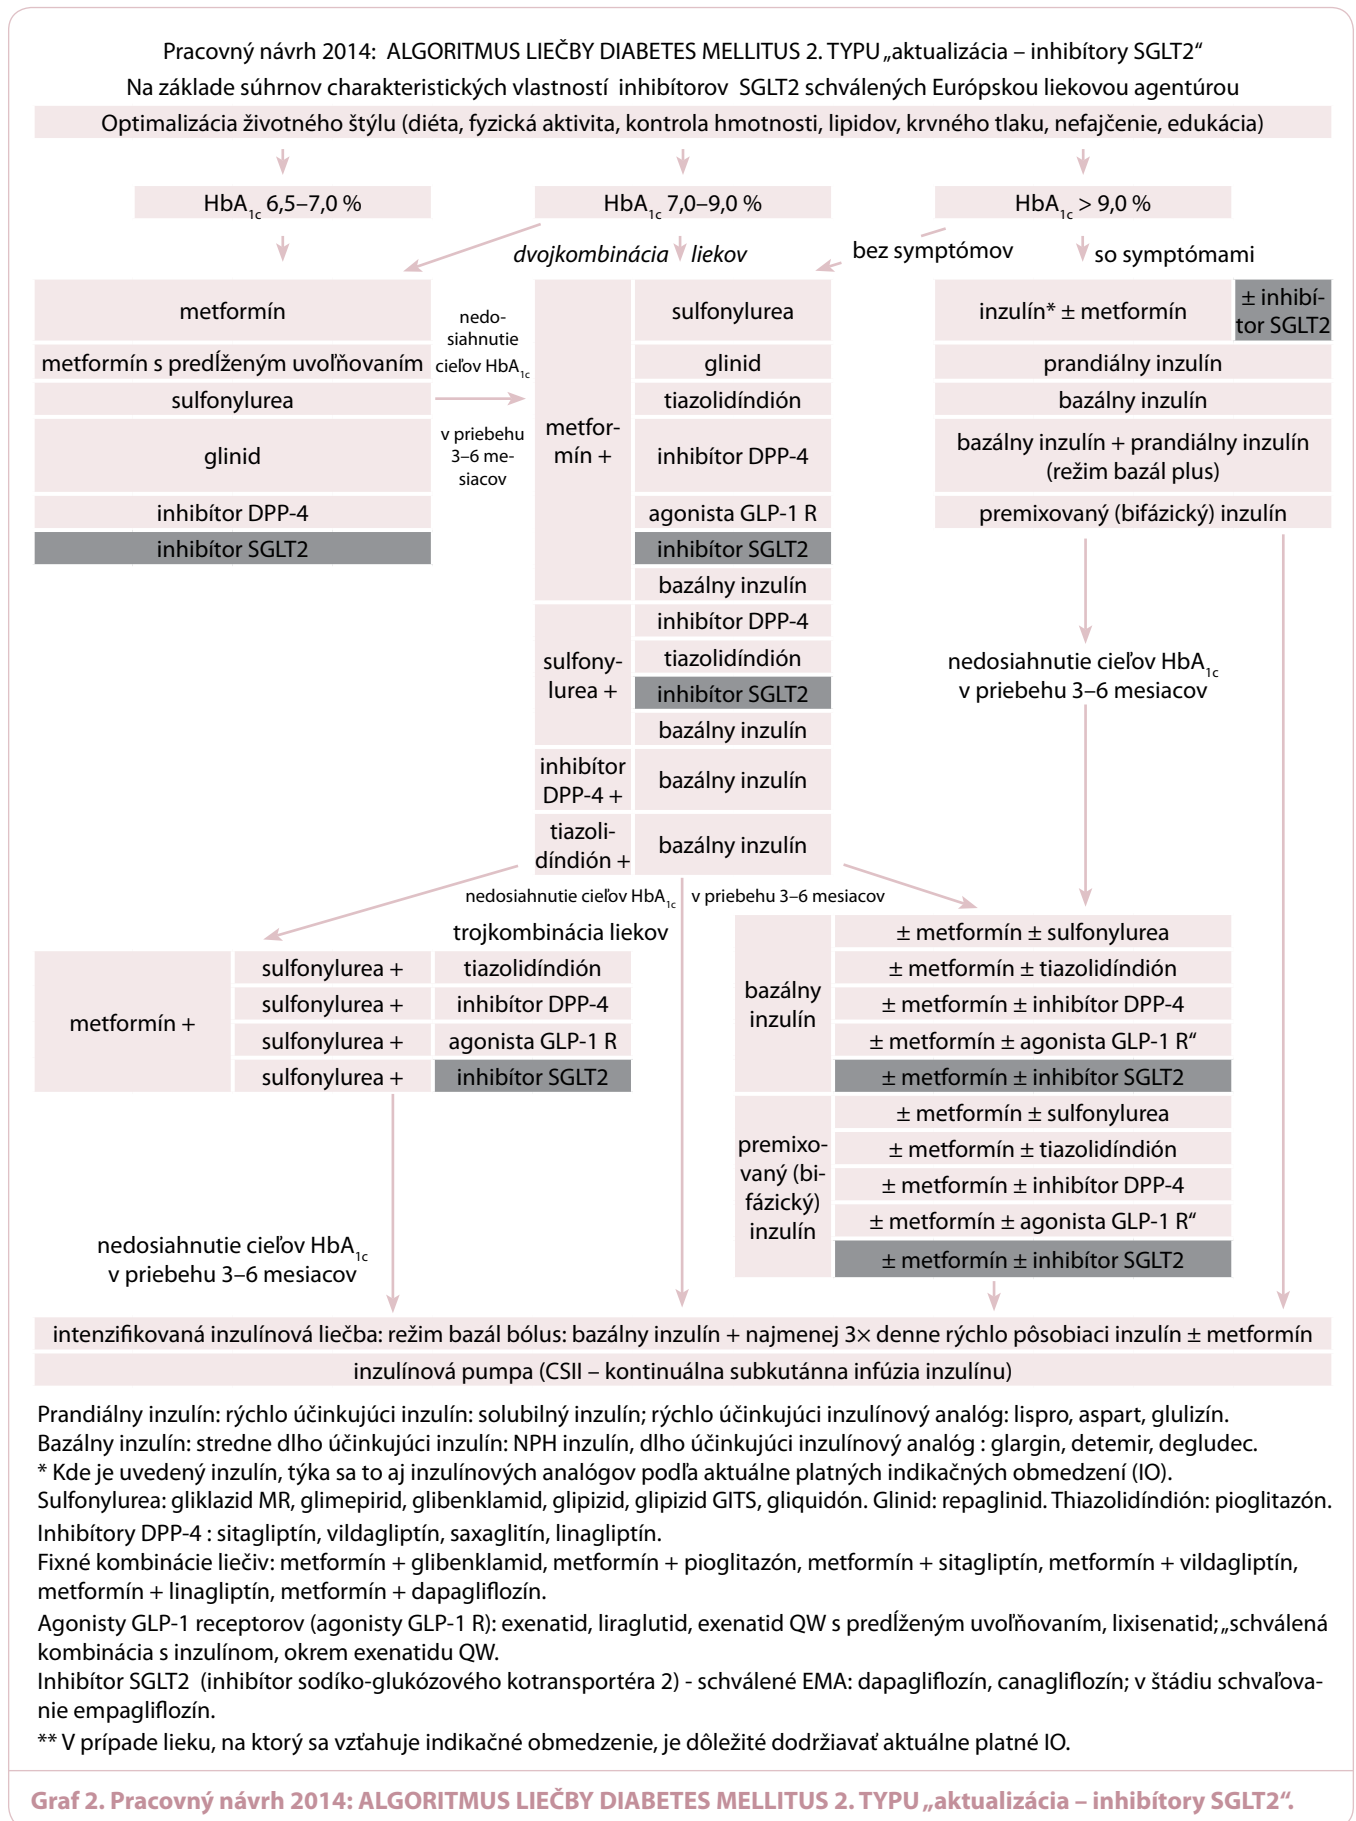 Pracovný návrh 2014: ALGORITMUS LIEČBY DIABETES MELLITUS 2. TYPU „aktualizácia – inhibítory SGLT2“
Na základe súhrnov charakteristických vlastností inhibítorov SGLT2 schválených Európskou liekovou agentúrou
Optimalizácia životného štýlu (diéta, fyzická aktivita, kontrola hmotnosti, lipidov, krvného tlaku, nefajčenie, edukácia)
HbA1c 6,5–7,0 %
HbA1c 7,0–9,0 %
HbA1c > 9,0 %
dvojkombinácia liekov
bez symptómov
so symptómami
metformín
metformín s predĺženým uvoľňovaním
sulfonylurea
glinid
inhibítor DPP-4
inhibítor SGLT2
nedo-
siahnutie
cieľov HbA1c
v priebehu
3–6 me-
siacov
metfor-
mín +
sulfonylurea
glinid
tiazolidíndión
inhibítor DPP-4
agonista GLP-1 R
inhibítor SGLT2
bazálny inzulín
sulfony-
lurea +
inhibítor DPP-4
tiazolidíndión
inhibítor SGLT2
bazálny inzulín
inhibítor
DPP-4 +
bazálny inzulín
tiazoli-
díndión +
bazálny inzulín
inzulín* ± metformín
± inhibí-
tor SGLT2
prandiálny inzulín
bazálny inzulín
bazálny inzulín + prandiálny inzulín
(režim bazál plus)
premixovaný (bifázický) inzulín
nedosiahnutie cieľov HbA1c
v priebehu 3–6 mesiacov
nedosiahnutie cieľov HbA1c v priebehu 3–6 mesiacov
trojkombinácia liekov
metformín +
sulfonylurea + tiazolidíndión
sulfonylurea + inhibítor DPP-4
sulfonylurea + agonista GLP-1 R
sulfonylurea + inhibítor SGLT2
bazálny
inzulín
± metformín ± sulfonylurea
± metformín ± tiazolidíndión
± metformín ± inhibítor DPP-4
± metformín ± agonista GLP-1 R“
± metformín ± inhibítor SGLT2
premixo-
vaný (bi-
fázický)
inzulín
± metformín ± sulfonylurea
± metformín ± tiazolidíndión
± metformín ± inhibítor DPP-4
± metformín ± agonista GLP-1 R“
± metformín ± inhibítor SGLT2
nedosiahnutie cieľov HbA1c
v priebehu 3–6 mesiacov
intenzifikovaná inzulínová liečba: režim bazál bólus: bazálny inzulín + najmenej 3× denne rýchlo pôsobiaci inzulín ± metformín
inzulínová pumpa (CSII – kontinuálna subkutánna infúzia inzulínu)
Prandiálny inzulín: rýchlo účinkujúci inzulín: solubilný inzulín; rýchlo účinkujúci inzulínový analóg: lispro, aspart, glulizín.
Bazálny inzulín: stredne dlho účinkujúci inzulín: NPH inzulín, dlho účinkujúci inzulínový analóg : glargin, detemir, degludec.
* Kde je uvedený inzulín, týka sa to aj inzulínových analógov podľa aktuálne platných indikačných obmedzení (IO).
Sulfonylurea: gliklazid MR, glimepirid, glibenklamid, glipizid, glipizid GITS, gliquidón. Glinid: repaglinid. Thiazolidíndión: pioglitazón.
Inhibítory DPP-4 : sitagliptín, vildagliptín, saxaglitín, linagliptín.
Fixné kombinácie liečiv: metformín + glibenklamid, metformín + pioglitazón, metformín + sitagliptín, metformín + vildagliptín,
metformín + linagliptín, metformín + dapagliflozín.
Agonisty GLP-1 receptorov (agonisty GLP-1 R): exenatid, liraglutid, exenatid QW s predĺženým uvoľňovaním, lixisenatid; „schválená
kombinácia s inzulínom, okrem exenatidu QW.
Inhibítor SGLT2 (inhibítor sodíko-glukózového kotransportéra 2) - schválené EMA: dapagliflozín, canagliflozín; v štádiu schvaľova-
nie empagliflozín.
** V prípade lieku, na ktorý sa vzťahuje indikačné obmedzenie, je dôležité dodržiavať aktuálne platné IO.
Graf 2. Pracovný návrh 2014: ALGORITMUS LIEČBY DIABETES MELLITUS 2. TYPU „aktualizácia – inhibítory SGLT2“.